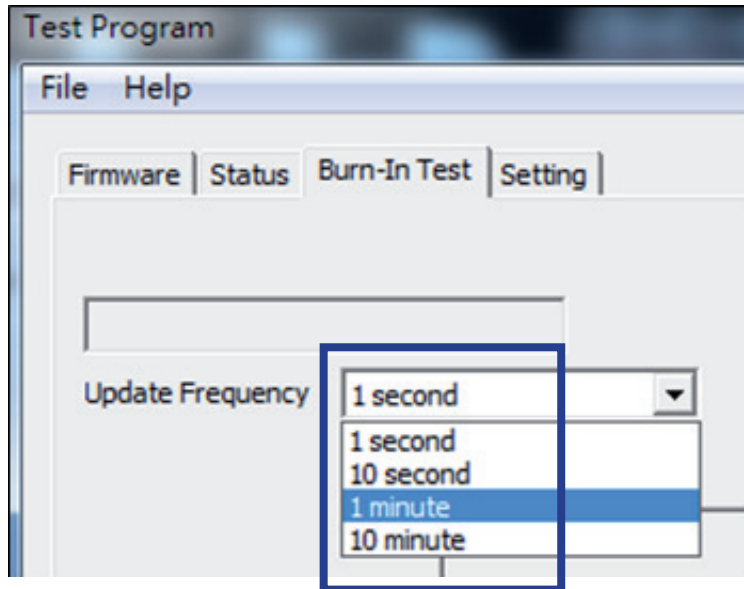 Test Program
File Help
Firmware Status Burn-In Test Setting
Update Frequency 1 second
1 second
10 second
1 minute
10 minute